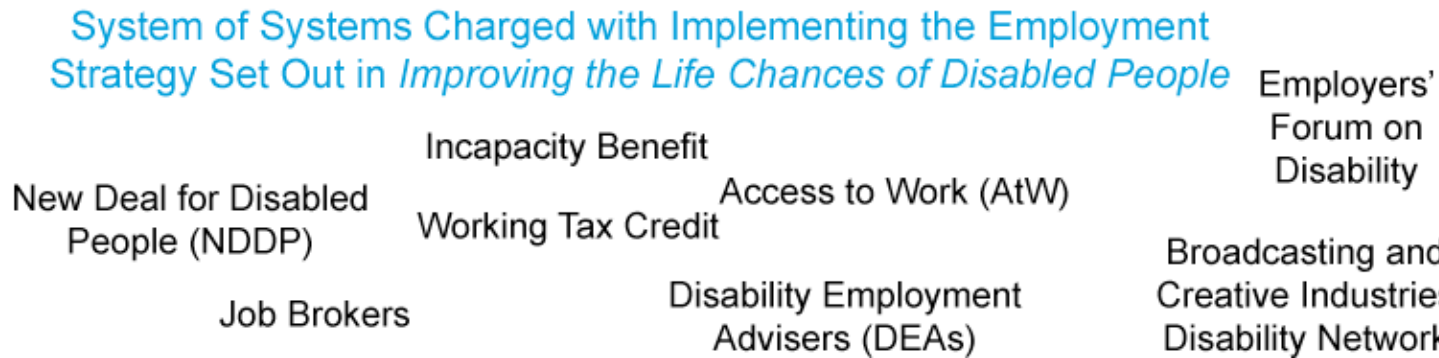 System of Systems Charged with Implementing the Employment
Strategy Set Out in Improving the Life Chances of Disabled People
Employers’
Forum on
Disability
Incapacity Benefit
Access to Work (AtW)
New Deal for Disabled
People (NDDP)
Working Tax Credit
Broadcasting and
Creative Industries
Disability Network
Disability Employment
Advisers (DEAs)
Job Brokers